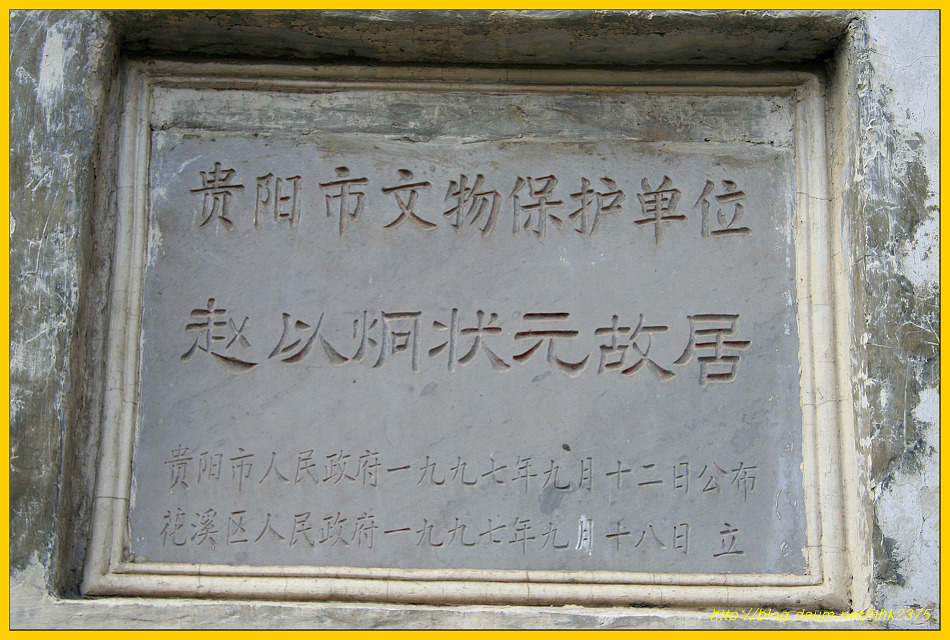 贵阳市文物保护单位
赵以炯状元故居
贵阳市人民政府一九九七年九月十二日公布
花溪区人民政府一九九七年九月十八日 立
http://blog.daum.net/hhk2375